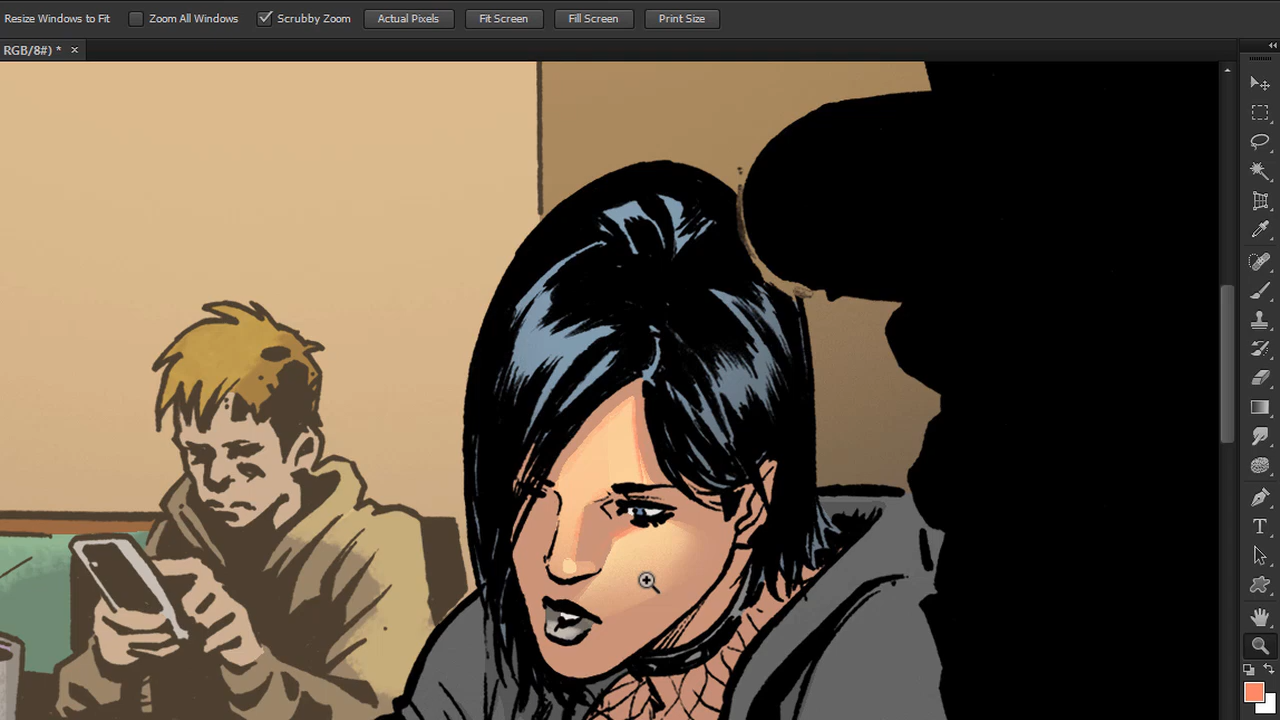 Resize Windows to Fit Zoom All Windows Scrubby Zoom Actual Pixels Fit Screen Fill Screen Print Size
RGB/8#) * ×
T